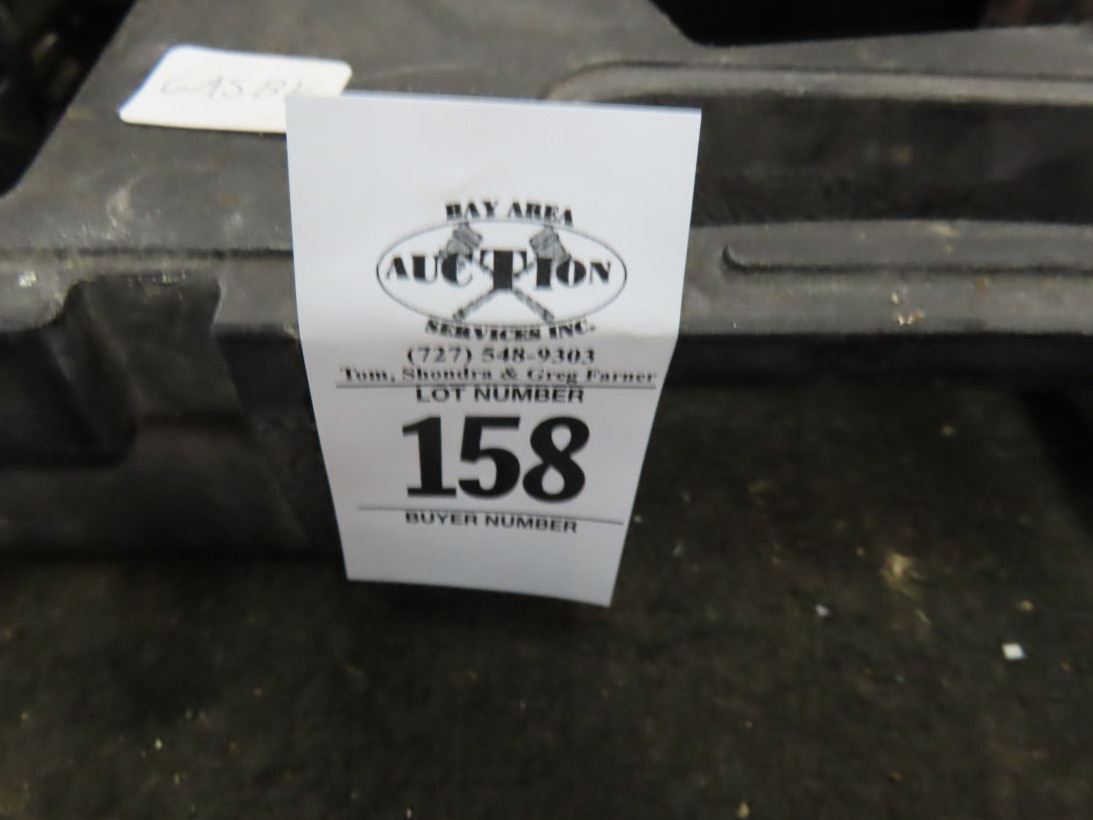 BAY AREA
AUCTION
SERVICES INC.
(727) 548-9303
Tom, Shondra & Greg Farner
LOT NUMBER
158
BUYER NUMBER